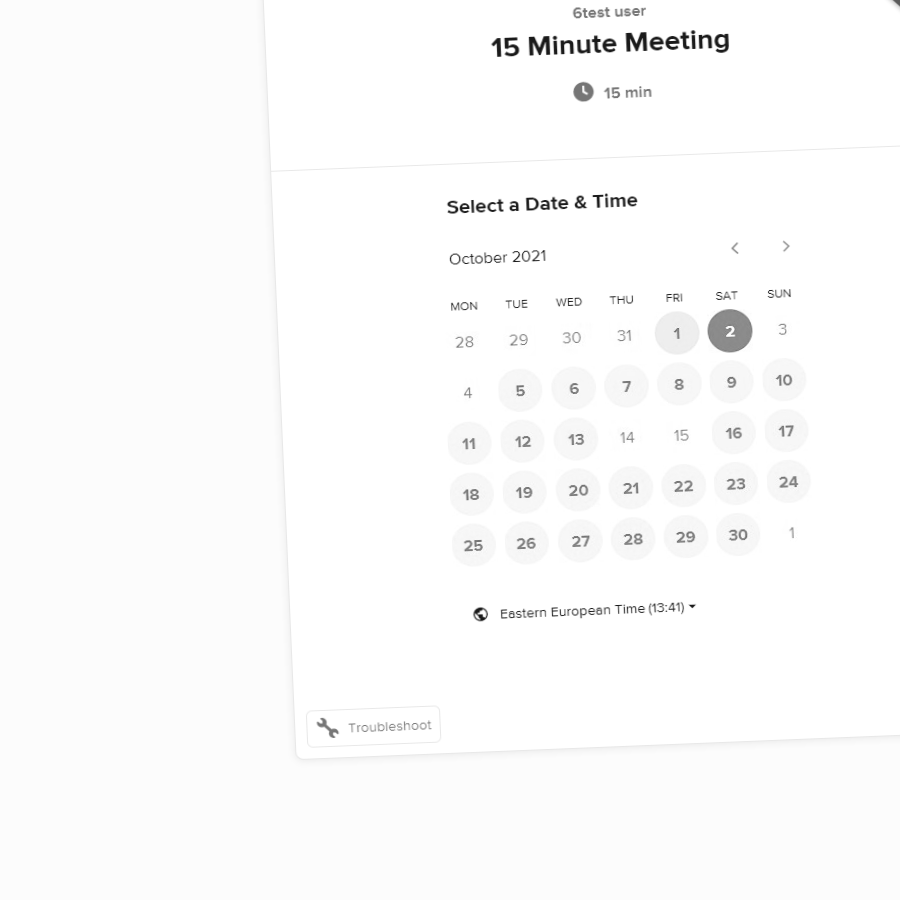 6test user
15 Minute Meeting
15 min
Select a Date & Time
October 2021
MON TUE WED THU FRI SAT SUN
28 29 30 31 1 2 3
4 5 6 7 8 9 10
11 12 13 14 15 16 17
18 19 20 21 22 23 24
25 26 27 28 29 30 1
Eastern European Time (13:41)
Troubleshoot